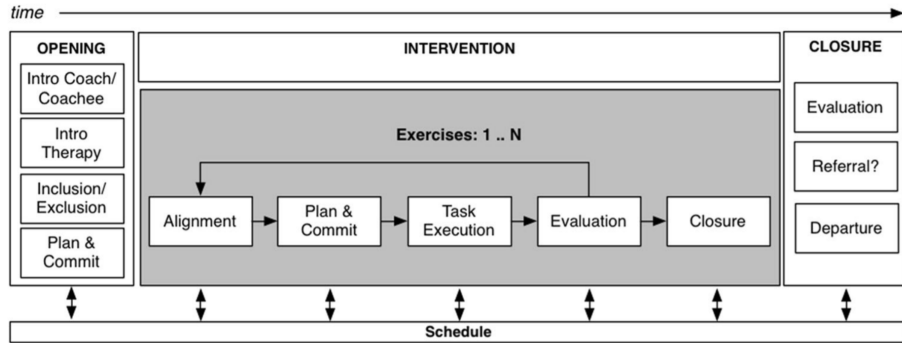 time
OPENING
Intro Coach/
Coachee
Intro
Therapy
Inclusion/
Exclusion
Plan &
Commit
INTERVENTION
Exercises: 1 .. N
Alignment
Plan &
Commit
Task
Execution
Evaluation
Closure
CLOSURE
Evaluation
Referral?
Departure
Schedule